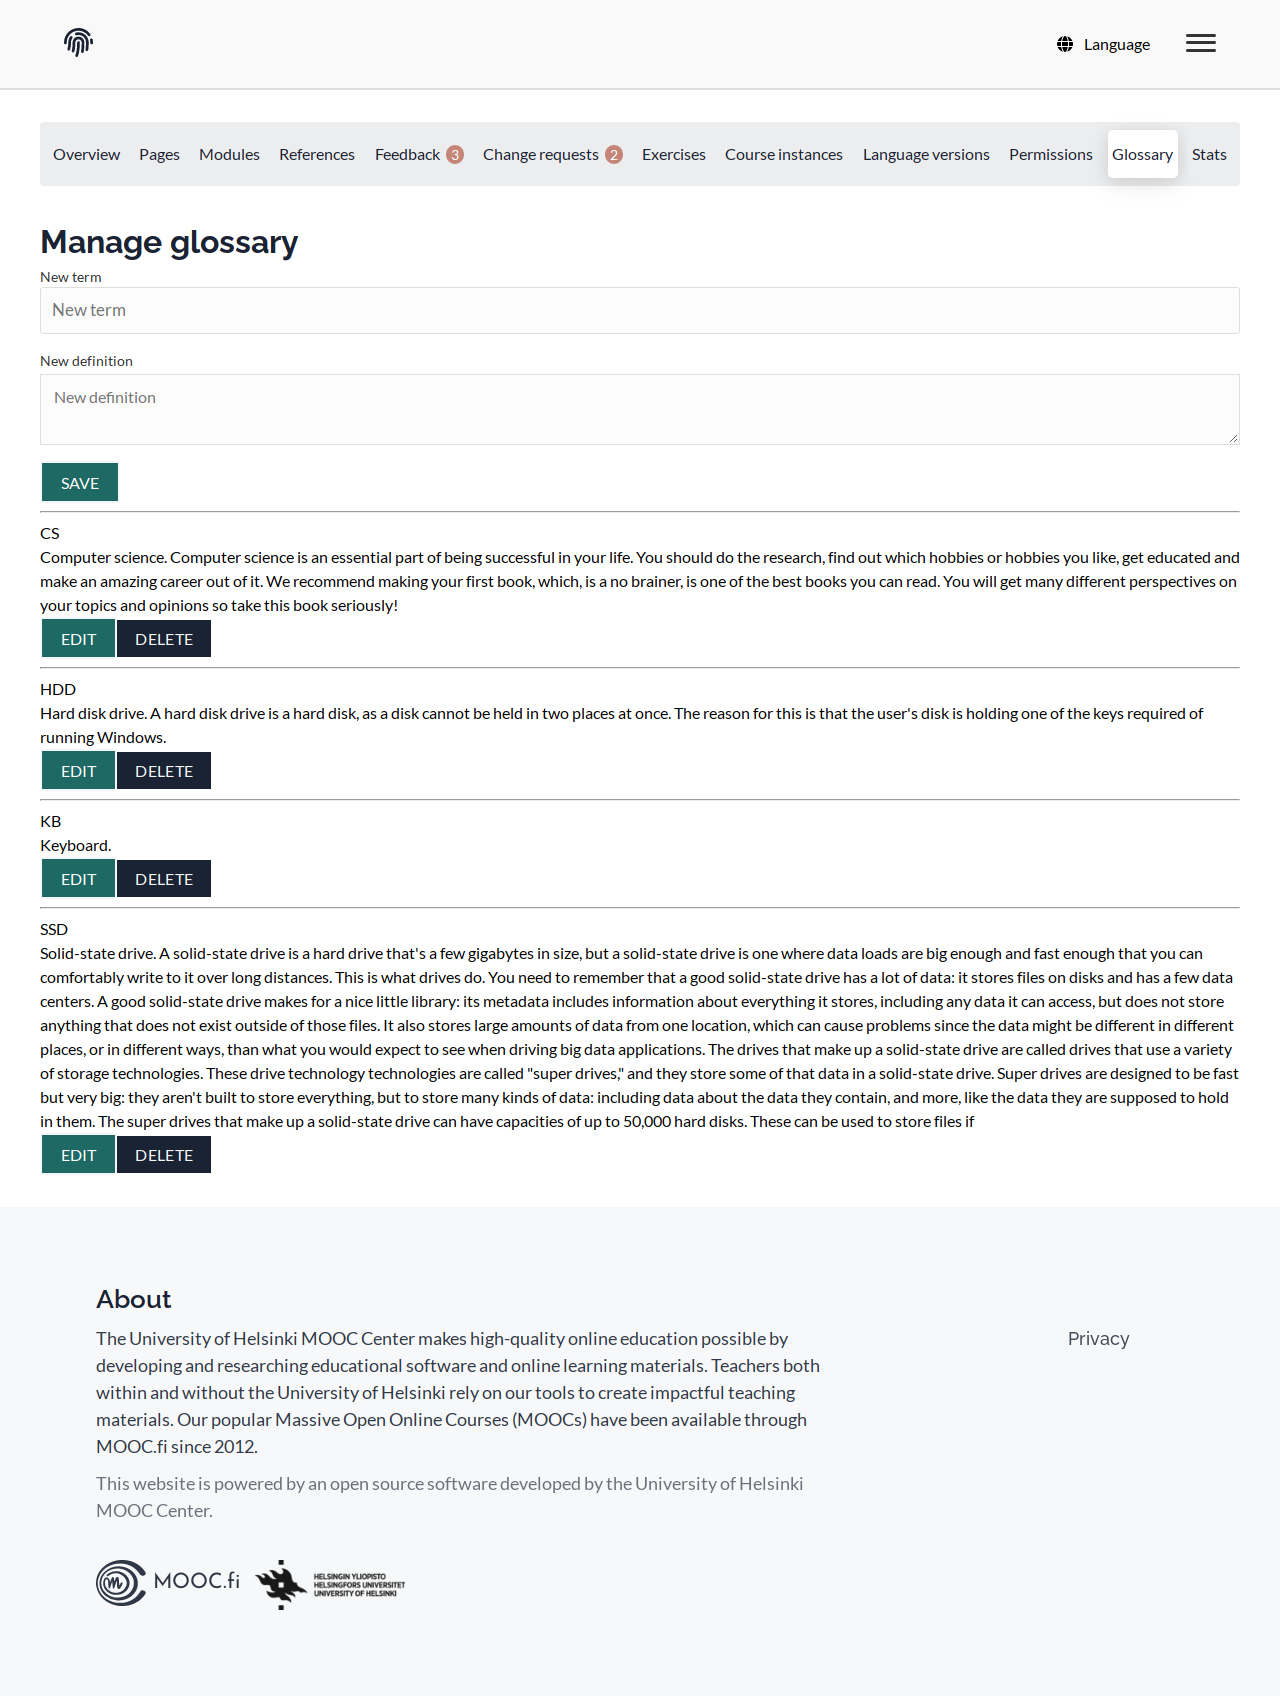 Language
Overview Pages Modules References Feedback 3 Change requests 2 Exercises Course instances Language versions Permissions Glossary Stats
Manage glossary
New term
New term
New definition
New definition
SAVE
CS
Computer science. Computer science is an essential part of being successful in your life. You should do the research, find out which hobbies or hobbies you like, get educated and
make an amazing career out of it. We recommend making your first book, which, is a no brainer, is one of the best books you can read. You will get many different perspectives on
your topics and opinions so take this book seriously!
EDIT DELETE
HDD
Hard disk drive. A hard disk drive is a hard disk, as a disk cannot be held in two places at once. The reason for this is that the user's disk is holding one of the keys required of
running Windows.
EDIT DELETE
KB
Keyboard.
EDIT DELETE
SSD
Solid-state drive. A solid-state drive is a hard drive that's a few gigabytes in size, but a solid-state drive is one where data loads are big enough and fast enough that you can
comfortably write to it over long distances. This is what drives do. You need to remember that a good solid-state drive has a lot of data: it stores files on disks and has a few data
centers. A good solid-state drive makes for a nice little library: its metadata includes information about everything it stores, including any data it can access, but does not store
anything that does not exist outside of those files. It also stores large amounts of data from one location, which can cause problems since the data might be different in different
places, or in different ways, than what you would expect to see when driving big data applications. The drives that make up a solid-state drive are called drives that use a variety
of storage technologies. These drive technology technologies are called "super drives," and they store some of that data in a solid-state drive. Super drives are designed to be fast
but very big: they aren't built to store everything, but to store many kinds of data: including data about the data they contain, and more, like the data they are supposed to hold
in them. The super drives that make up a solid-state drive can have capacities of up to 50,000 hard disks. These can be used to store files if
EDIT DELETE
About
The University of Helsinki MOOC Center makes high-quality online education possible by
developing and researching educational software and online learning materials. Teachers both
within and without the University of Helsinki rely on our tools to create impactful teaching
materials. Our popular Massive Open Online Courses (MOOCs) have been available through
MOOC.fi since 2012.
Privacy
This website is powered by an open source software developed by the University of Helsinki
MOOC Center.
MOOC.fi
HELSINGIN YLIOPISTO
HELSINGFORS UNIVERSITET
UNIVERSITY OF HELSINKI